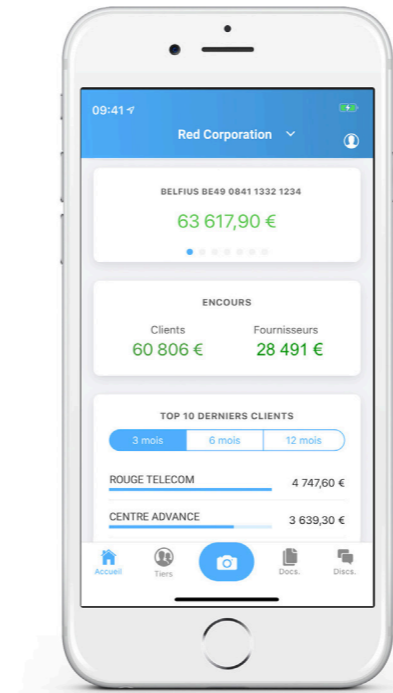 09:41
Red Corporation
BELFIUS BE49 0841 1332 1234
63 617,90 €
ENCOURS
Clients Fournisseurs
60 806 € 28 491 €
TOP 10 DERNIERS CLIENTS
3 mois 6 mois 12 mois
ROUGE TELECOM 4 747,60 €
CENTRE ADVANCE 3 639,30 €
Accueil Tiers Docs. Discs.